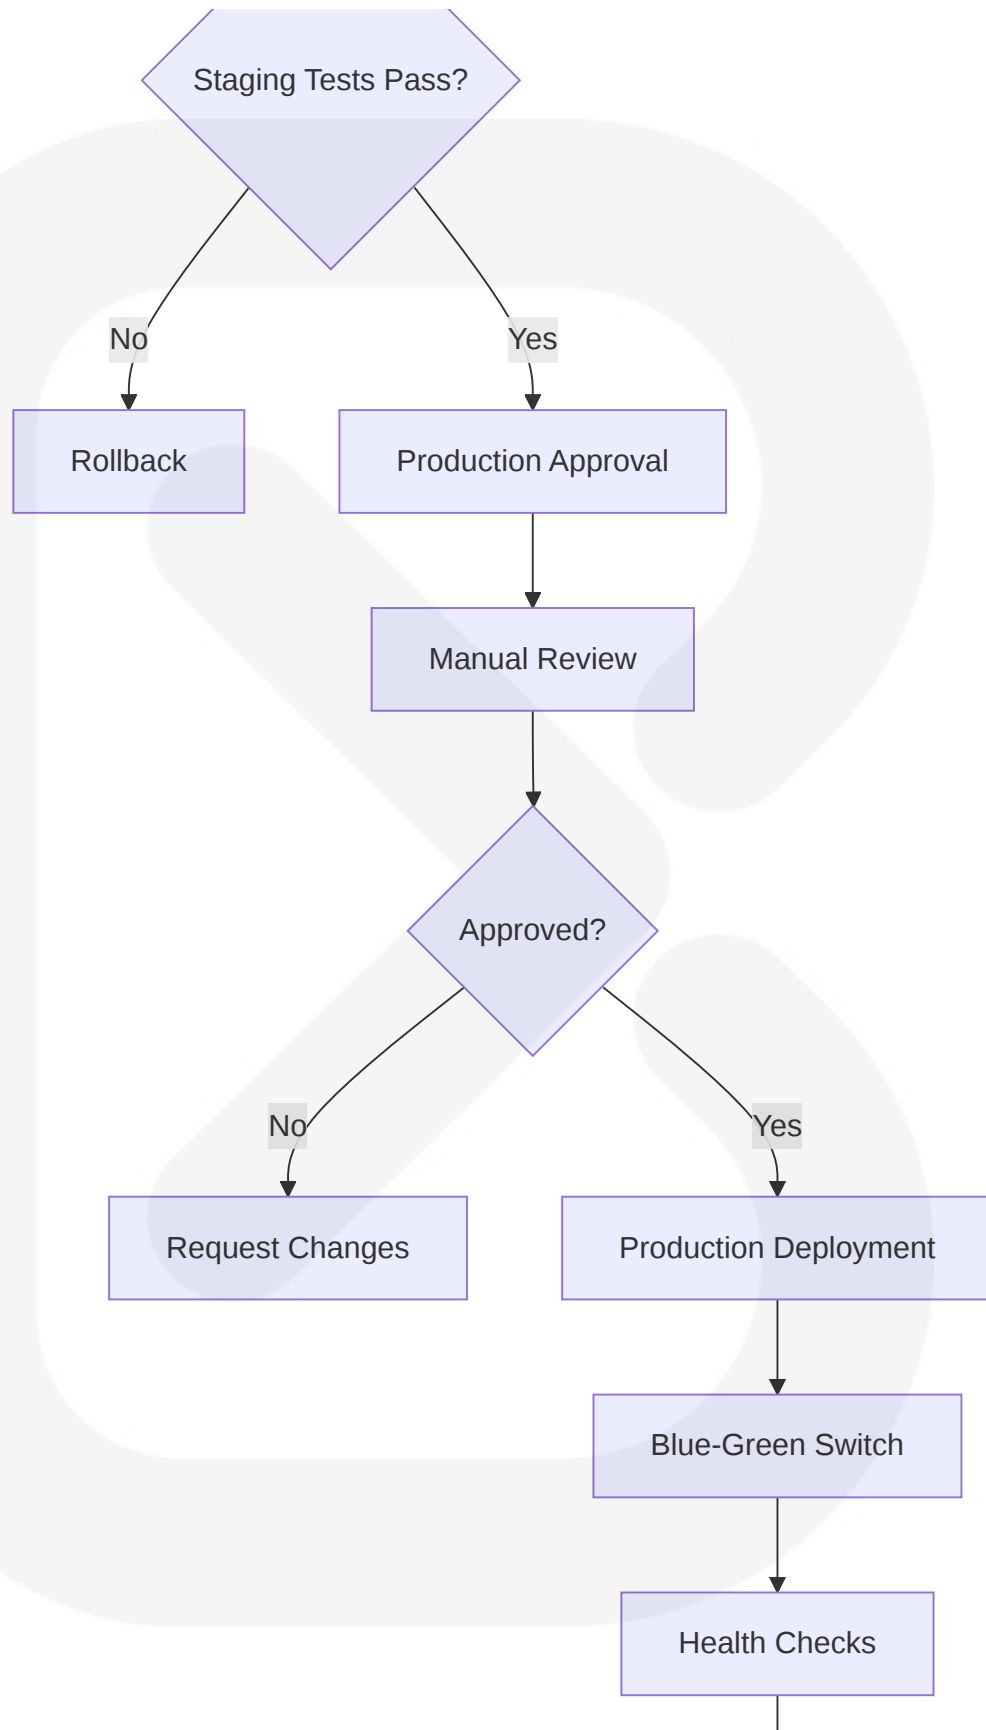 Staging Tests Pass?
No
Yes
Rollback
Production Approval
Manual Review
Approved?
No
Yes
Request Changes
Production Deployment
Blue-Green Switch
Health Checks